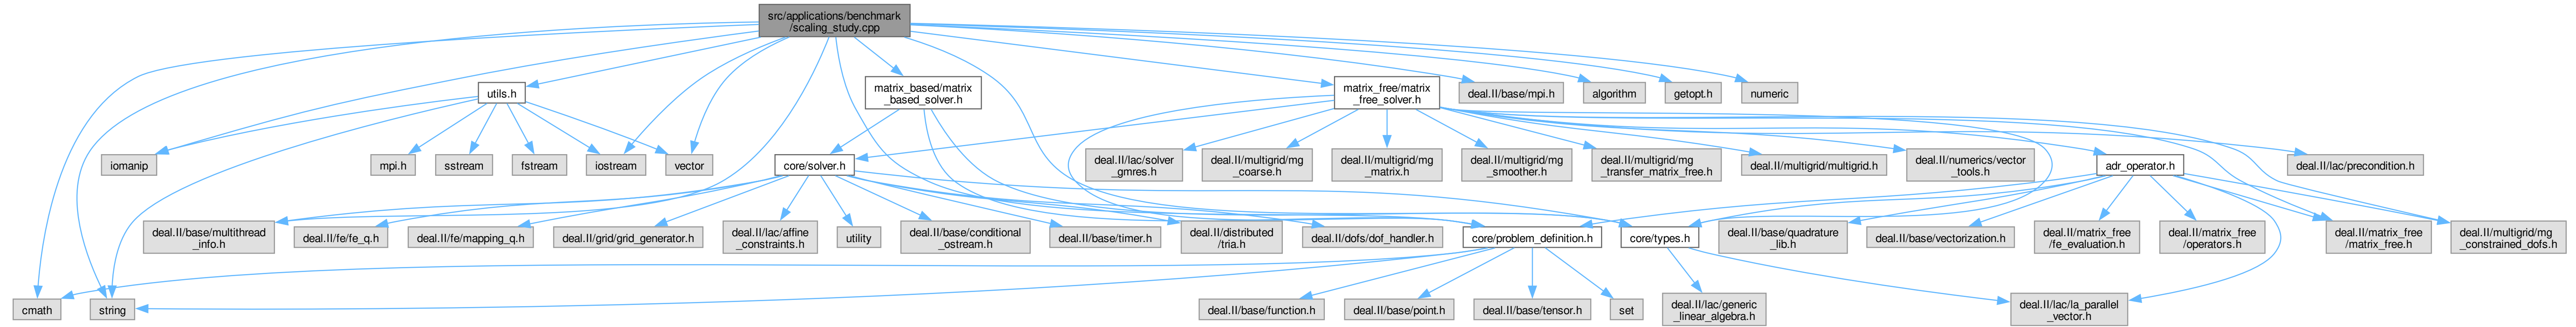 src/applications/benchmark
/scaling_study.cpp
utils.h
matrix_based/matrix
_based_solver.h
matrix_free/matrix
_free_solver.h
deal.II/base/mpi.h
algorithm
getopt.h
numeric
iomanip
mpi.h
sstream
fstream
iostream
vector
core/solver.h
deal.II/lac/solver
_gmres.h
deal.II/multigrid/mg
_coarse.h
deal.II/multigrid/mg
_matrix.h
deal.II/multigrid/mg
_smoother.h
deal.II/multigrid/mg
_transfer_matrix_free.h
deal.II/multigrid/multigrid.h
deal.II/numerics/vector
_tools.h
adr_operator.h
deal.II/lac/precondition.h
deal.II/base/multithread
_info.h
deal.II/fe/fe_q.h
deal.II/fe/mapping_q.h
deal.II/grid/grid_generator.h
deal.II/lac/affine
_constraints.h
utility
deal.II/base/conditional
_ostream.h
deal.II/base/timer.h
deal.II/distributed
/tria.h
deal.II/dofs/dof_handler.h
core/problem_definition.h
core/types.h
deal.II/base/quadrature
_lib.h
deal.II/base/vectorization.h
deal.II/matrix_free
/fe_evaluation.h
deal.II/matrix_free
/operators.h
deal.II/matrix_free
/matrix_free.h
deal.II/multigrid/mg
_constrained_dofs.h
cmath
string
deal.II/base/function.h
deal.II/base/point.h
deal.II/base/tensor.h
set
deal.II/lac/generic
_linear_algebra.h
deal.II/lac/la_parallel
_vector.h